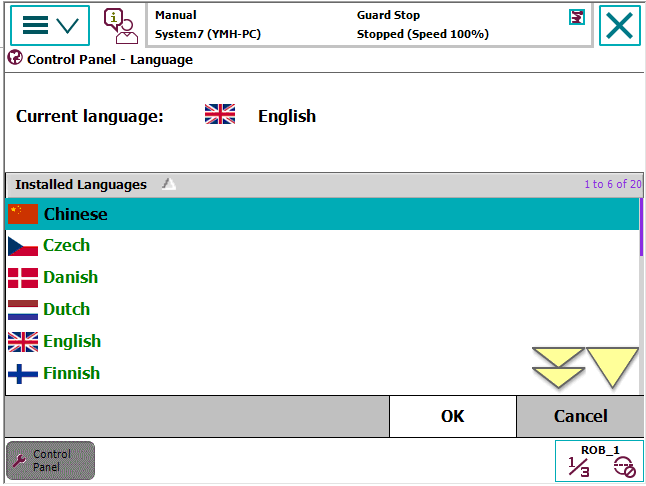 Manual
System7 (YMH-PC)
Guard Stop
Stopped (Speed 100%)
Control Panel - Language
Current language: English
Installed Languages
1 to 6 of 20
Chinese
Czech
Danish
Dutch
English
Finnish
OK
Cancel
Control
Panel
ROB_1
1/3